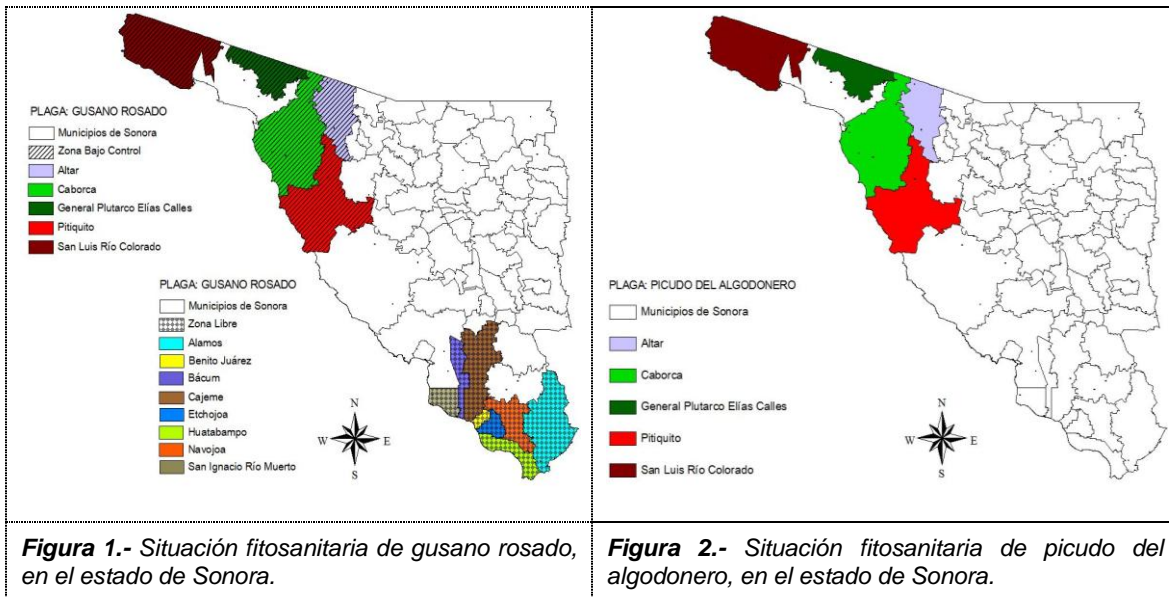 PLAGA: GUSANO ROSADO
Municipios de Sonora
Zona Bajo Control
Altar
Caborca
General Plutarco Elías Calles
Pitiquito
San Luis Río Colorado
PLAGA: GUSANO ROSADO
Municipios de Sonora
Zona Libre
Alamos
Benito Juárez
Bácum
Cajeme
Etchojoa
Huatabampo
Navojoa
San Ignacio Río Muerto
N
W E
S
Figura 1.- Situación fitosanitaria de gusano rosado,
en el estado de Sonora.
PLAGA: PICUDO DEL ALGODONERO
Municipios de Sonora
Altar
Caborca
General Plutarco Elías Calles
Pitiquito
San Luis Río Colorado
N
W E
S
Figura 2.- Situación fitosanitaria de picudo del
algodonero, en el estado de Sonora.